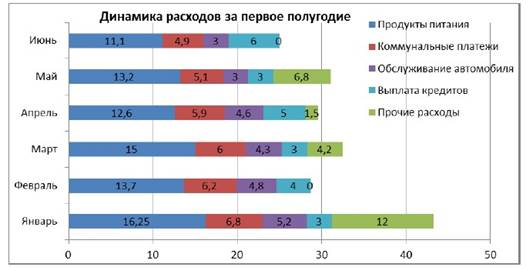 Динамика расходов за первое полугодие
Июнь 11,1 4,9 3 6 0
Май 13,2 5,1 3 3 6,8
Апрель 12,6 5,9 4,6 5 1,5
Март 15 6 4,3 3 4,2
Февраль 13,7 6,2 4,8 4 0
Январь 16,25 6,8 5,2 3 12
0 10 20 30 40 50
Продукты питания
Коммунальные платежи
Обслуживание автомобиля
Выплата кредитов
Прочие расходы